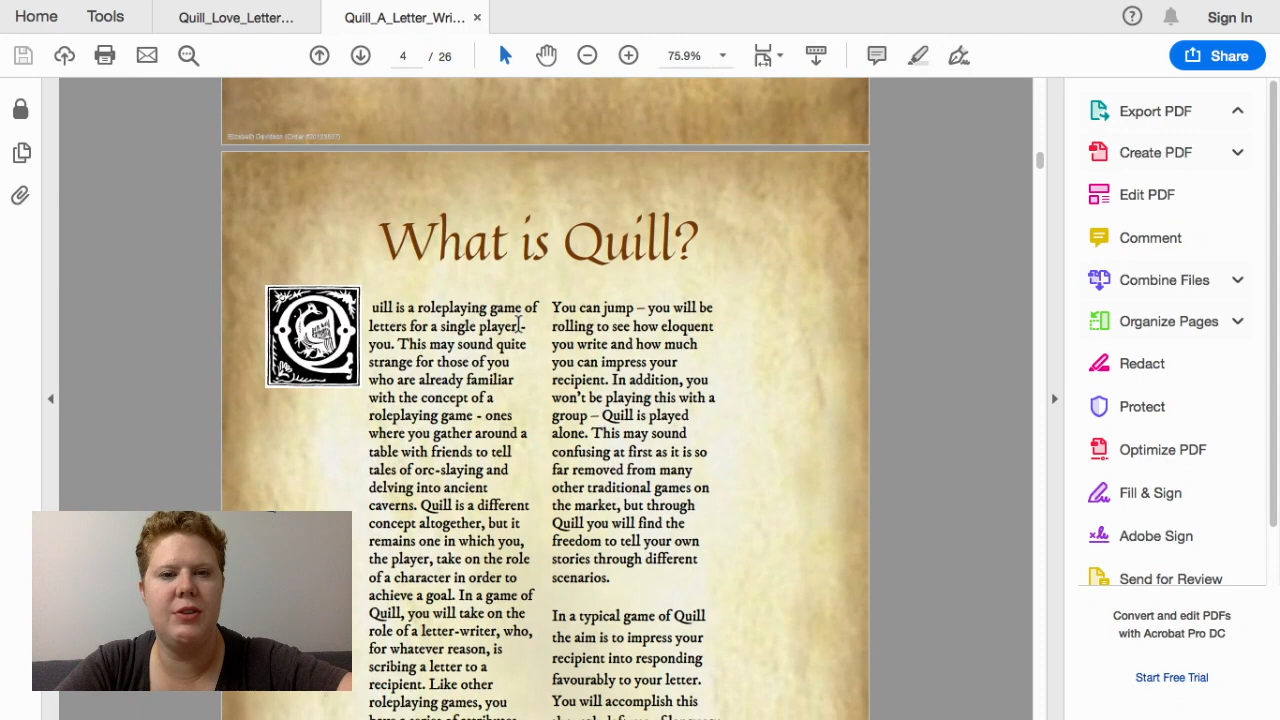 Home
Tools
Quill_Love_Letter...
Quill_A_Letter_Wri...
Sign In
4 / 26
75.9%
Share
What is Quill?
uill is a roleplaying game of
letters for a single player-
you. This may sound quite
strange for those of you
who are already familiar
with the concept of a
roleplaying game - ones
where you gather around a
table with friends to tell
tales of orc-slaying and
delving into ancient
caverns. Quill is a different
concept altogether, but it
remains one in which you,
the player, take on the role
of a character in order to
achieve a goal. In a game of
Quill, you will take on the
role of a letter-writer, who,
for whatever reason, is
scribing a letter to a
recipient. Like other
roleplaying games, you
have a series of attributes
You can jump – you will be
rolling to see how eloquent
you write and how much
you can impress your
recipient. In addition, you
won't be playing this with a
group – Quill is played
alone. This may sound
confusing at first as it is so
far removed from many
other traditional games on
the market, but through
Quill you will find the
freedom to tell your own
stories through different
scenarios.
In a typical game of Quill
the aim is to impress your
recipient into responding
favourably to your letter.
You will accomplish this
Export PDF
Create PDF
Edit PDF
Comment
Combine Files
Organize Pages
Redact
Protect
Optimize PDF
Fill & Sign
Adobe Sign
Send for Review
Convert and edit PDFs
with Acrobat Pro DC
Start Free Trial